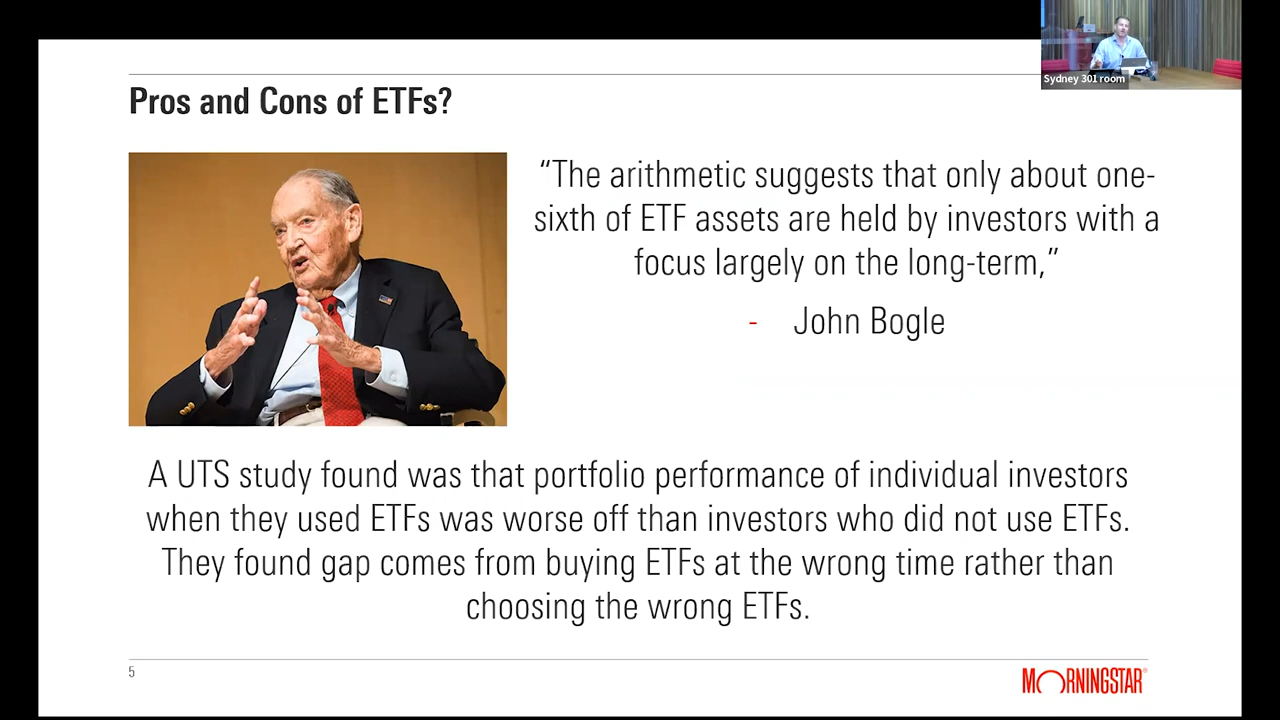 Sydney 301 room
Pros and Cons of ETFs?
“The arithmetic suggests that only about one-
sixth of ETF assets are held by investors with a
focus largely on the long-term,”
- John Bogle
A UTS study found was that portfolio performance of individual investors
when they used ETFs was worse off than investors who did not use ETFs.
They found gap comes from buying ETFs at the wrong time rather than
choosing the wrong ETFs.
5
MORNINGSTAR®